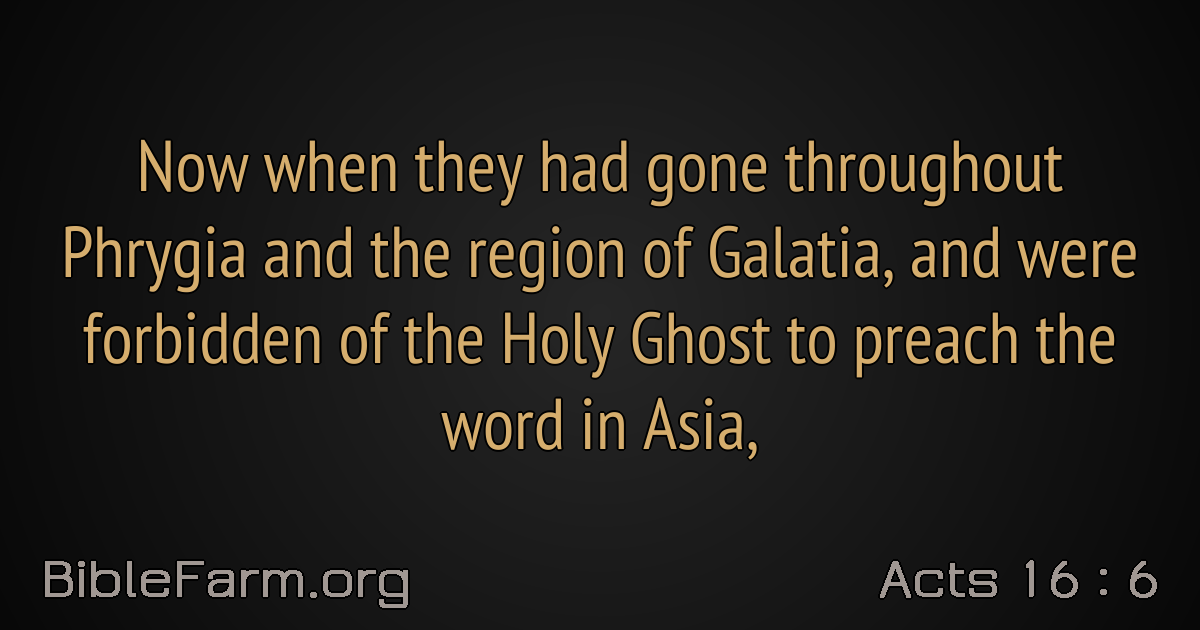 Now when they had gone throughout
Phrygia and the region of Galatia, and were
forbidden of the Holy Ghost to preach the
word in Asia,
BibleFarm.org
Acts 16 : 6